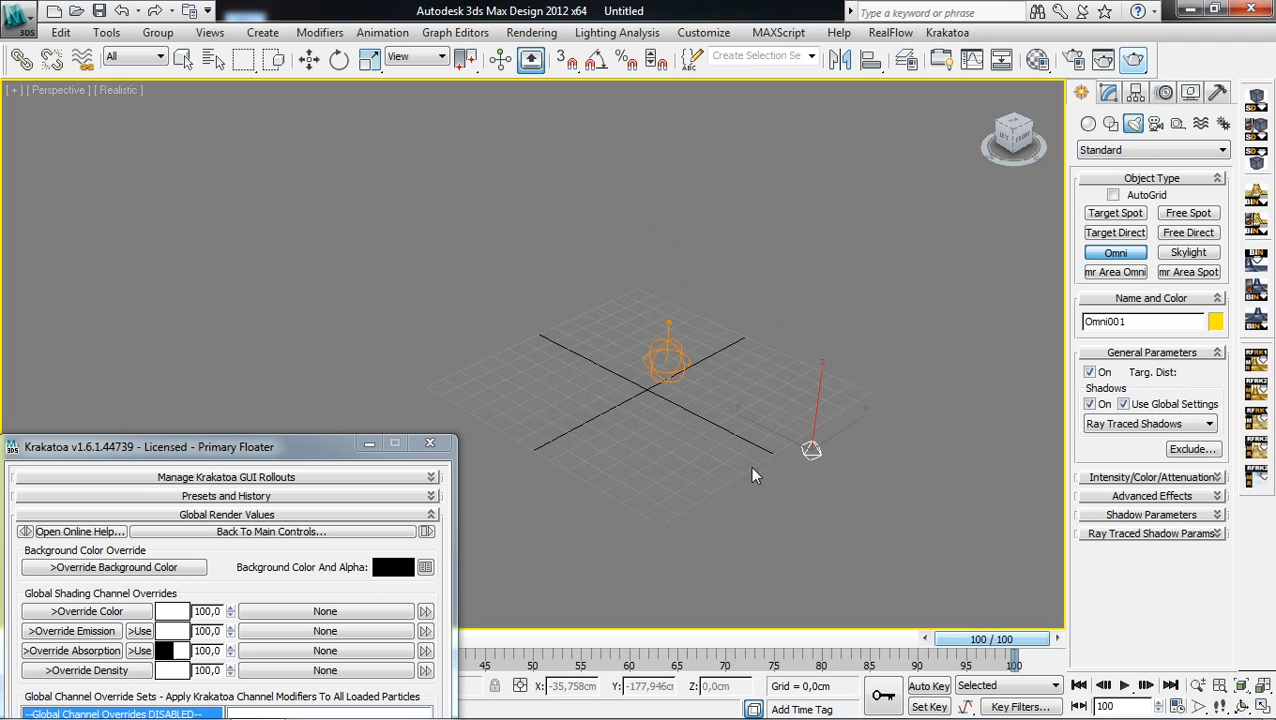 Autodesk 3ds Max Design 2012 x64 Untitled
Type a keyword or phrase
Edit Tools Group Views Create Modifiers Animation Graph Editors Rendering Lighting Analysis Customize MAXScript Help RealFlow Krakatoa
All
View
Create Selection Se
[ + ] [ Perspective ] [ Realistic ]
Standard
Object Type
AutoGrid
Target Spot Free Spot
Target Direct Free Direct
Omni Skylight
mr Area Omni mr Area Spot
Name and Color
Omni001
General Parameters
On Targ. Dist:
Shadows
On Use Global Settings
Ray Traced Shadows
Exclude...
Intensity/Color/Attenuation
Advanced Effects
Shadow Parameters
Ray Traced Shadow Params
Krakatoa v1.6.1.44739 - Licensed - Primary Floater
Manage Krakatoa GUI Rollouts
Presets and History
Global Render Values
Open Online Help... Back To Main Controls...
Background Color Override
>Override Background Color Background Color And Alpha:
Global Shading Channel Overrides
>Override Color 100,0 None
>Override Emission >Use 100,0 None
>Override Absorption >Use 100,0 None
>Override Density 100,0 None
Global Channel Override Sets - Apply Krakatoa Channel Modifiers To All Loaded Particles
--Global Channel Overrides DISABLED--
100 / 100
45 50 55 60 65 70 75 80 85 90 95 100
X: -35,758cm Y: -177,946cm Z: 0,0cm Grid = 0,0cm
Add Time Tag
Auto Key Selected
Set Key Key Filters...
100